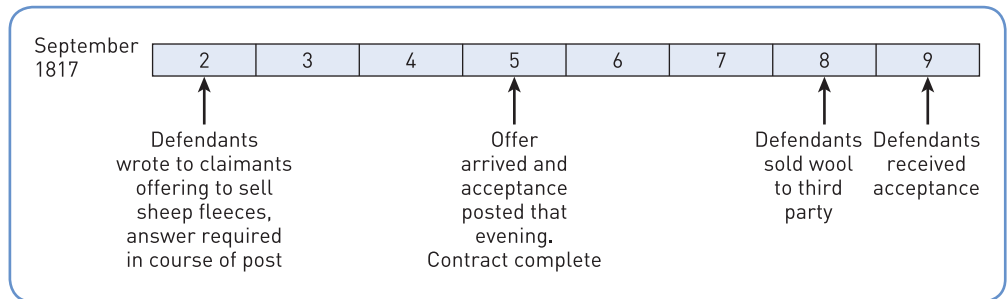 September
1817
2 3 4 5 6 7 8 9
Defendants
wrote to claimants
offering to sell
sheep fleeces,
answer required
in course of post
Offer
arrived and
acceptance
posted that
evening.
Contract complete
Defendants
sold wool
to third
party
Defendants
received
acceptance